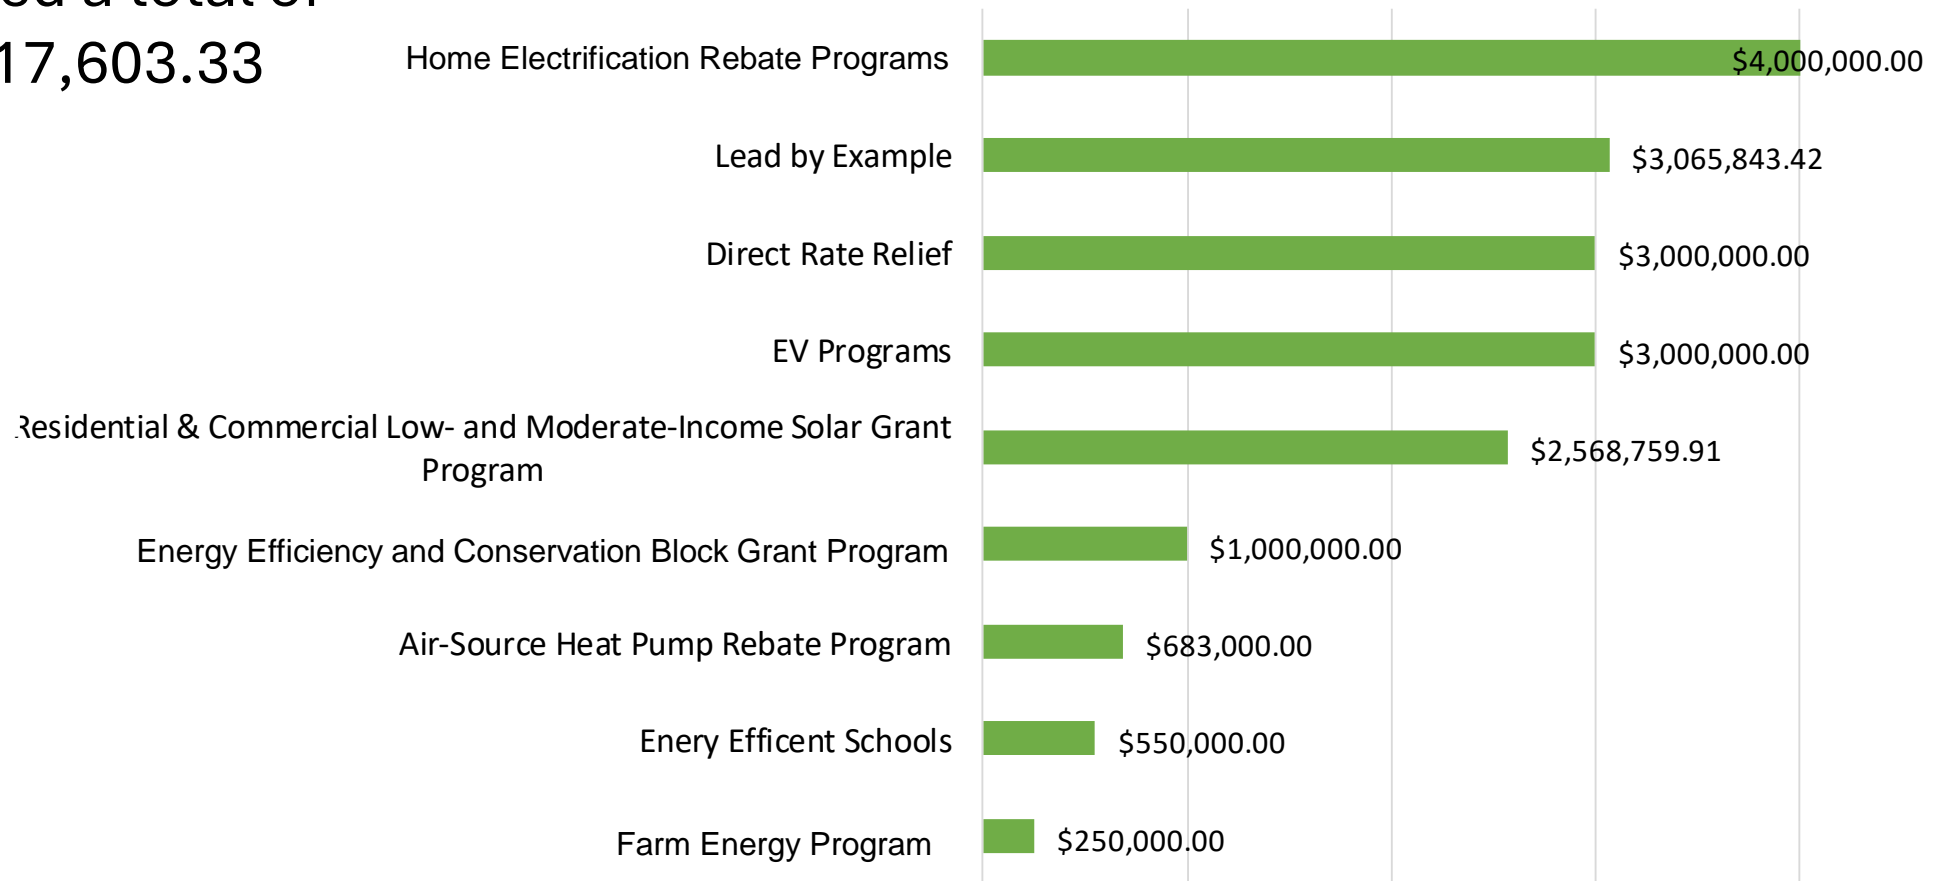 ed a total of
17,603.33
Home Electrification Rebate Programs
$4,000,000.00
Lead by Example
$3,065,843.42
Direct Rate Relief
$3,000,000.00
EV Programs
$3,000,000.00
Residential & Commercial Low- and Moderate-Income Solar Grant
Program
$2,568,759.91
Energy Efficiency and Conservation Block Grant Program
$1,000,000.00
Air-Source Heat Pump Rebate Program
$683,000.00
Enery Efficent Schools
$550,000.00
Farm Energy Program
$250,000.00